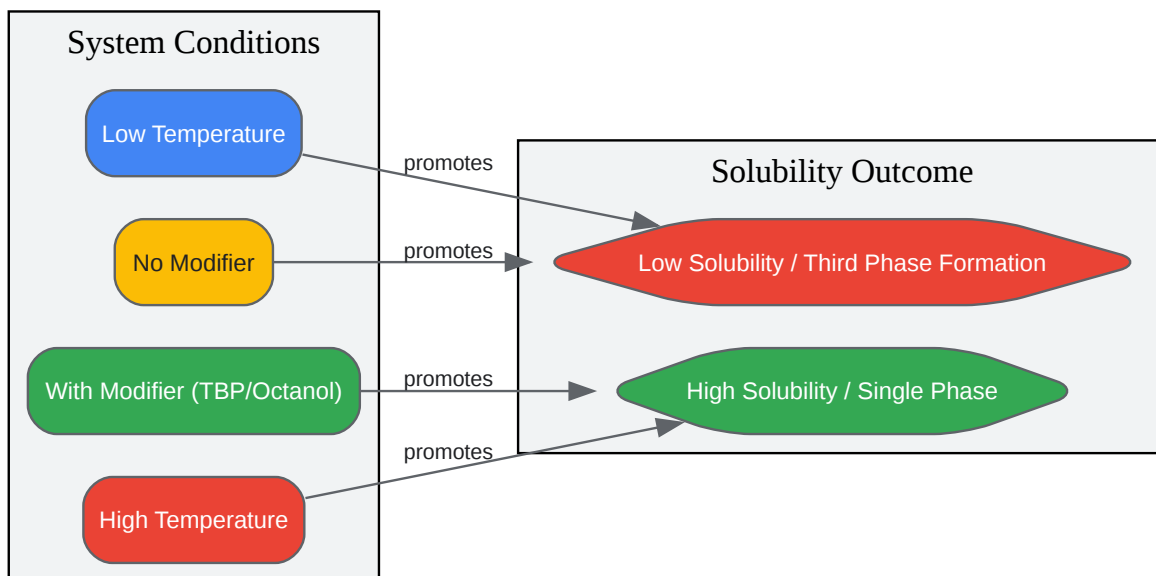 System Conditions
Low Temperature
promotes
Solubility Outcome
No Modifier
promotes
Low Solubility / Third Phase Formation
With Modifier (TBP/Octanol)
promotes
High Solubility / Single Phase
promotes
High Temperature